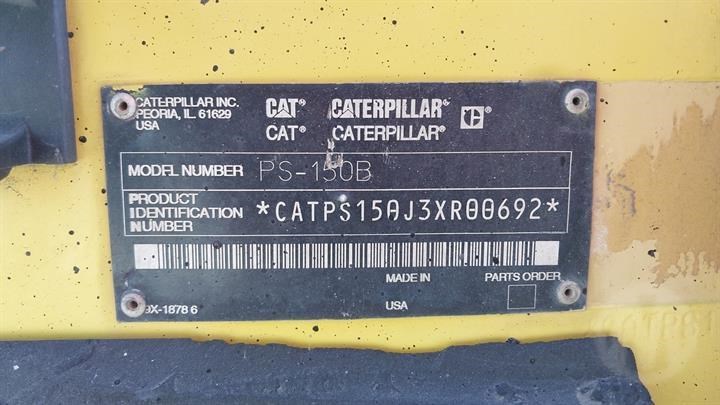 CATERPILLAR INC.
PEORIA, IL. 61629
USA
CAT® CATERPILLAR®
CAT® CATERPILLAR®
MODEL NUMBER PS-150B
PRODUCT
IDENTIFICATION
NUMBER
*CATPS150J3XR00692*
MADE IN
USA
PARTS ORDER
9X-1878 6